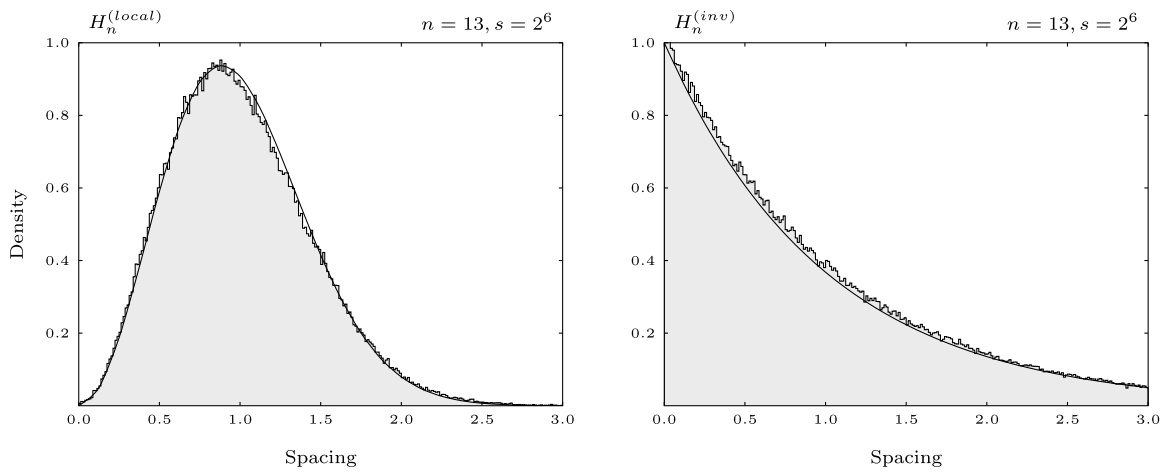 H_n^{(local)} n = 13, s = 2^6
1.0
0.8
0.6
0.4
0.2
Density
0.0 0.5 1.0 1.5 2.0 2.5 3.0
Spacing
H_n^{(inv)} n = 13, s = 2^6
1.0
0.8
0.6
0.4
0.2
0.0 0.5 1.0 1.5 2.0 2.5 3.0
Spacing